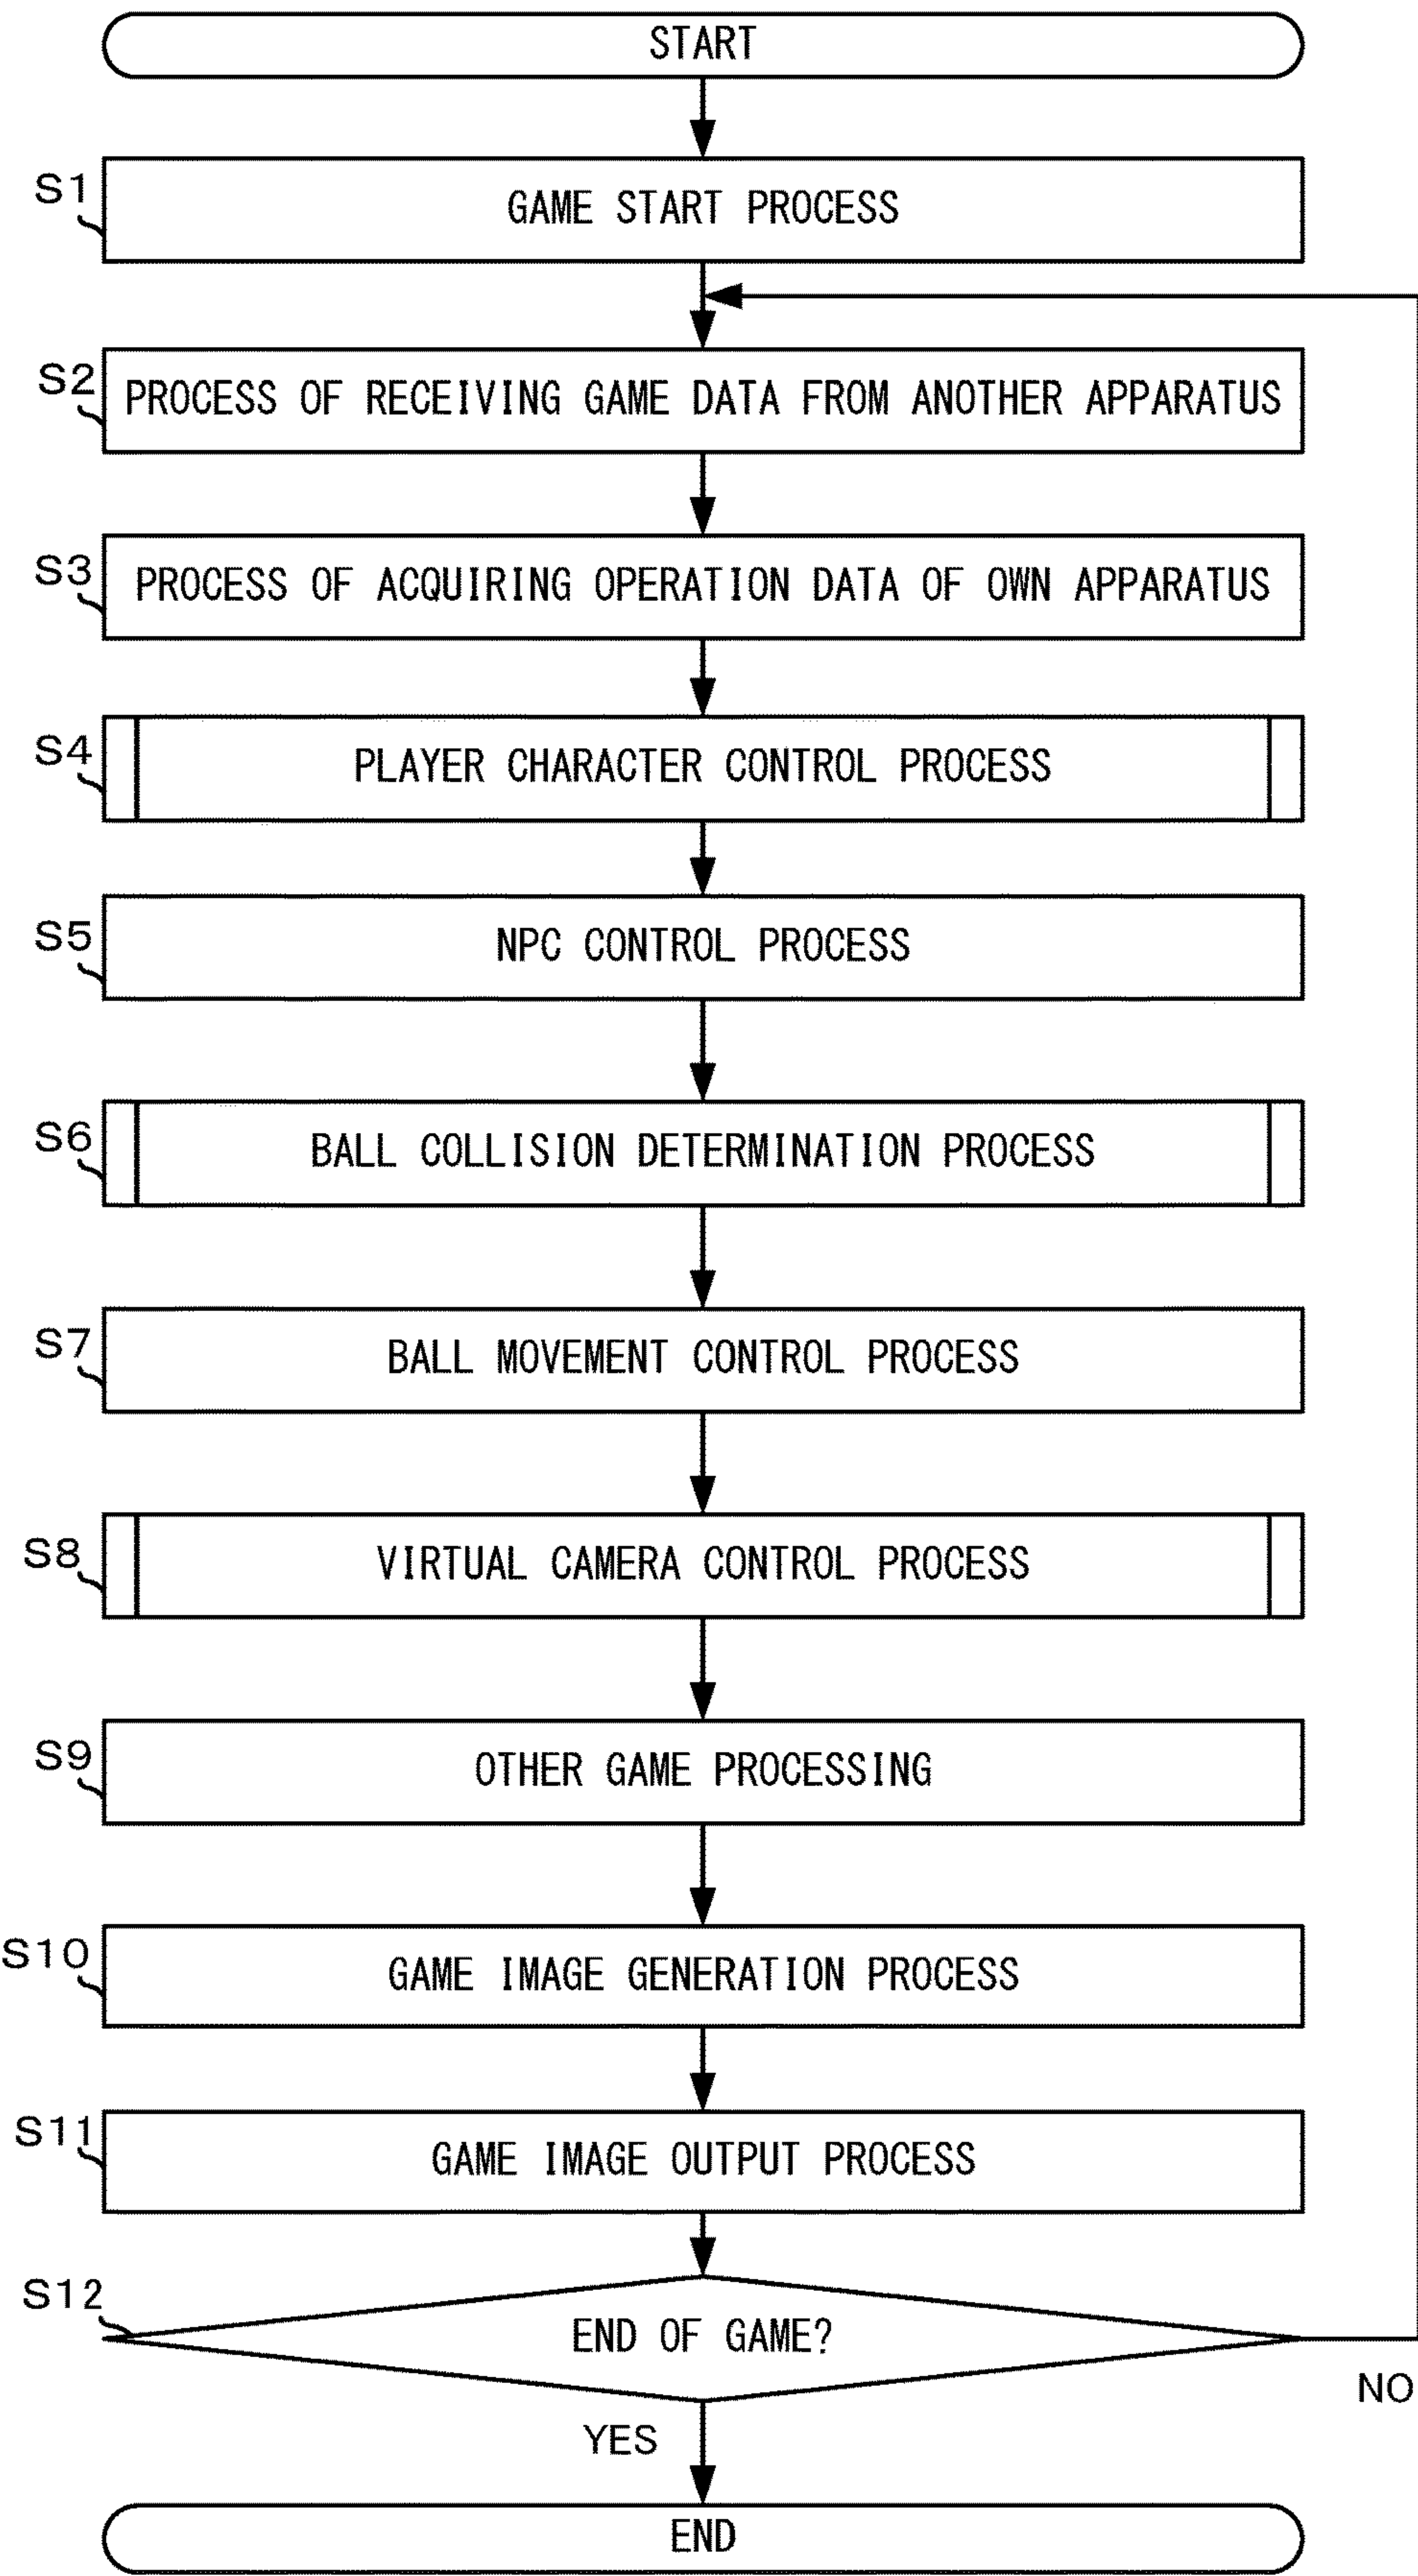 START
S1
GAME START PROCESS
S2
PROCESS OF RECEIVING GAME DATA FROM ANOTHER APPARATUS
S3
PROCESS OF ACQUIRING OPERATION DATA OF OWN APPARATUS
S4
PLAYER CHARACTER CONTROL PROCESS
S5
NPC CONTROL PROCESS
S6
BALL COLLISION DETERMINATION PROCESS
S7
BALL MOVEMENT CONTROL PROCESS
S8
VIRTUAL CAMERA CONTROL PROCESS
S9
OTHER GAME PROCESSING
S10
GAME IMAGE GENERATION PROCESS
S11
GAME IMAGE OUTPUT PROCESS
S12
END OF GAME?
NO
YES
END